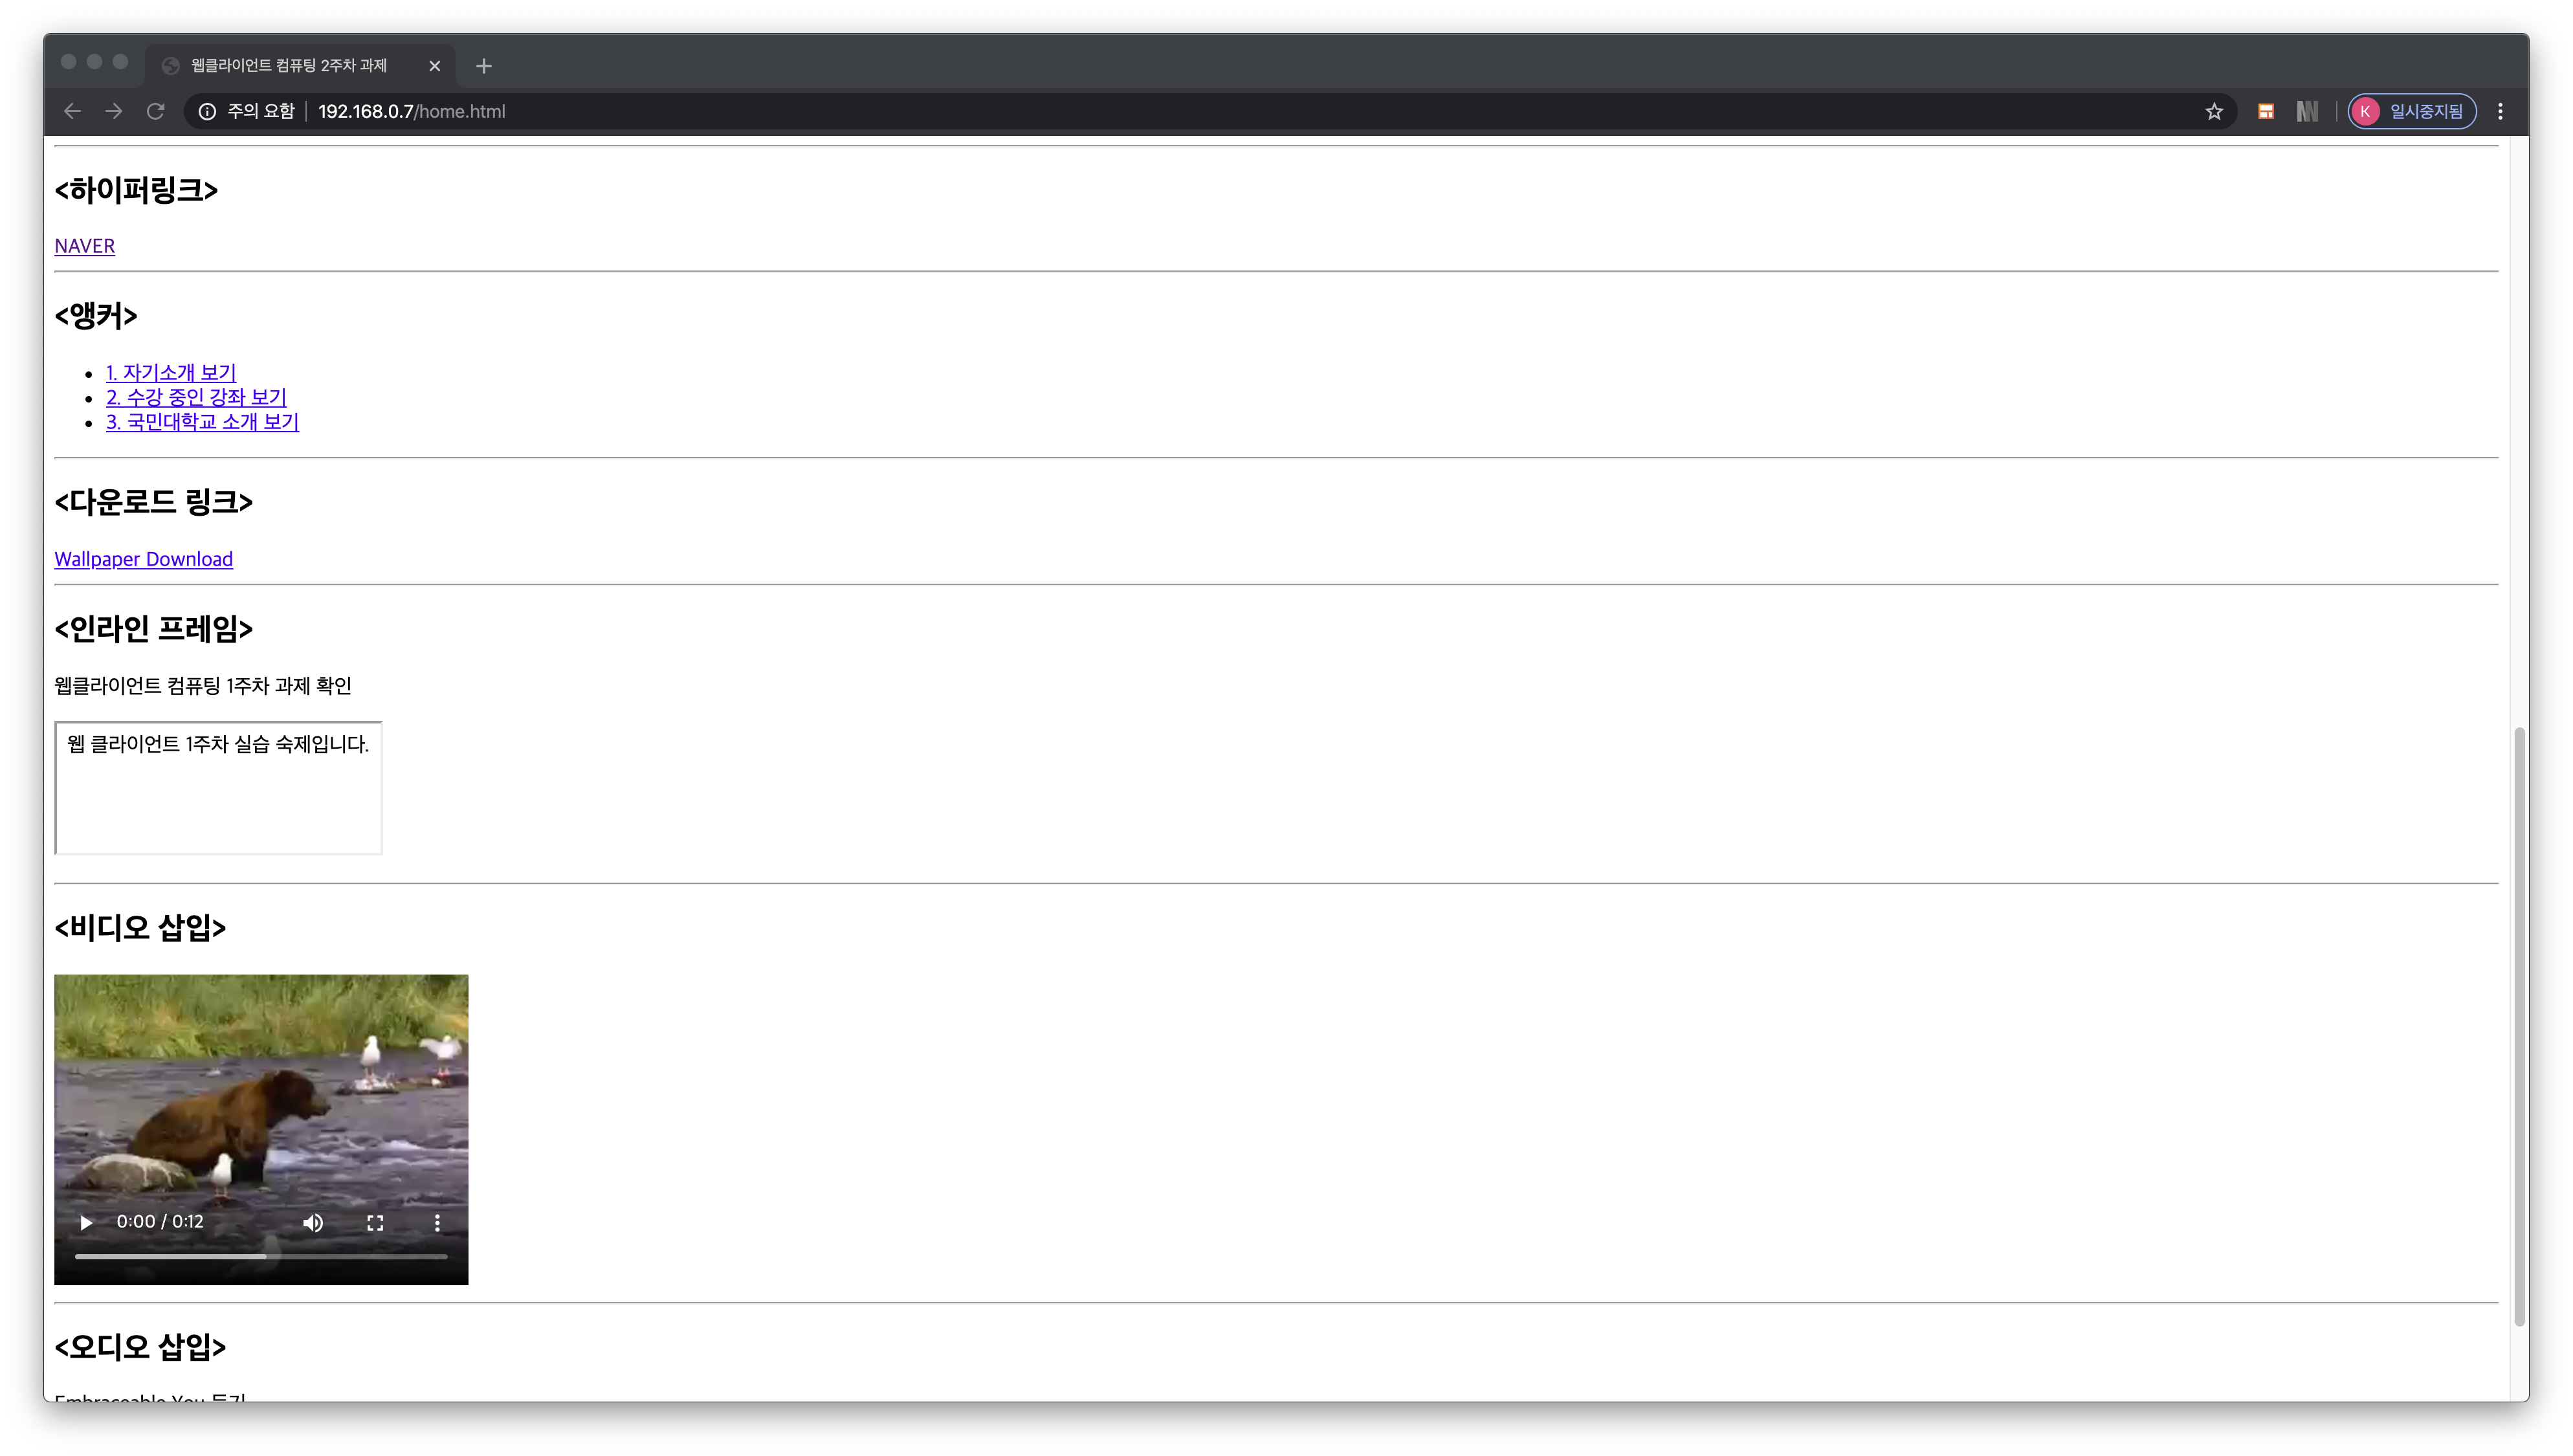 웹클라이언트 컴퓨팅 2주차 과제
주의 요함 192.168.0.7/home.html K 일시중지됨
<하이퍼링크>
NAVER
<앵커>
1. 자기소개 보기
2. 수강 중인 강좌 보기
3. 국민대학교 소개 보기
<다운로드 링크>
Wallpaper Download
<인라인 프레임>
웹클라이언트 컴퓨팅 1주차 과제 확인
웹 클라이언트 1주차 실습 숙제입니다.
<비디오 삽입>
0:00 / 0:12
<오디오 삽입>
Embraceable You 듣기